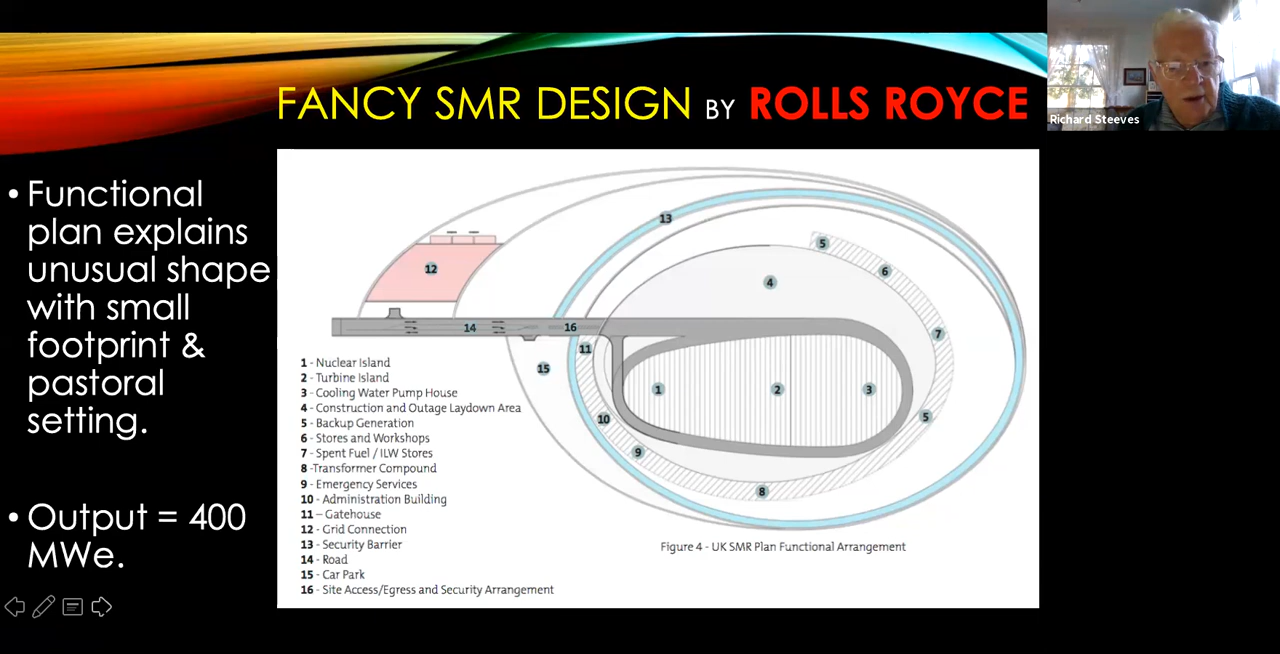 FANCY SMR DESIGN BY ROLLS ROYCE
Richard Steeves
• Functional
plan explains
unusual shape
with small
footprint &
pastoral
setting.
• Output = 400
MWe.
13
5
12
6
4
14
16
7
11
15
1
2
3
10
5
9
8
1 - Nuclear Island
2 - Turbine Island
3 - Cooling Water Pump House
4 - Construction and Outage Laydown Area
5 - Backup Generation
6 - Stores and Workshops
7 - Spent Fuel / ILW Stores
8 -Transformer Compound
9 - Emergency Services
10 - Administration Building
11 – Gatehouse
12 - Grid Connection
13 - Security Barrier
14 - Road
15 - Car Park
16 - Site Access/Egress and Security Arrangement
Figure 4 - UK SMR Plan Functional Arrangement